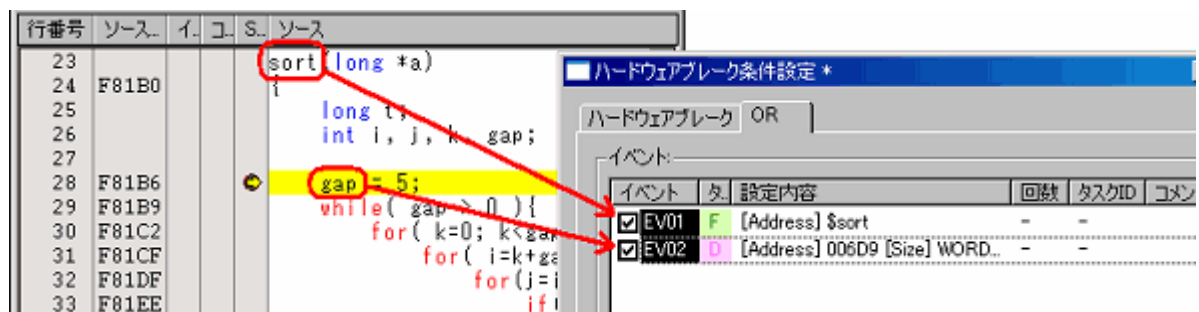 行番号 ソース.. イ.. コ.. S.. ソース
23 sort(long *a)
24 F81B0 {
25 long t;
26 int i, j, k, gap;
27
28 F81B6 gap = 5;
29 F81B9 while( gap > 0 ){
30 F81C2 for( k=0; k<gap
31 F81CF for( i=k+ga
32 F81DF for(j=i
33 F81EE if(
ハードウェアブレーク条件設定 *
ハードウェアブレーク OR
イベント:
イベント タ.. 設定内容 回数 タスクID コメン
EV01 F [Address] $sort - -
EV02 D [Address] 006D9 [Size] WORD... - -